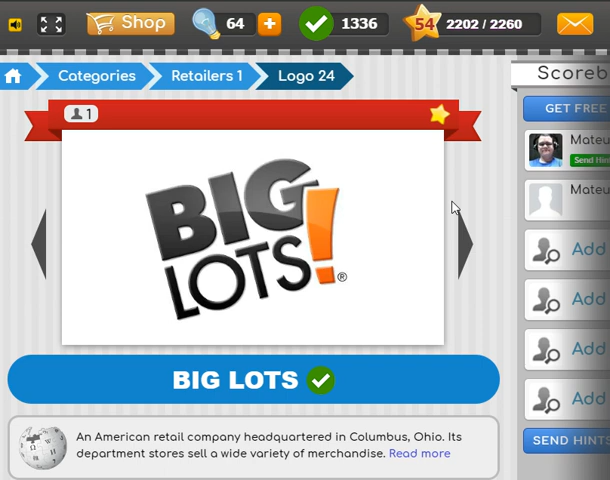 Shop
64
1336
54
2202 / 2260
Categories
Retailers 1
Logo 24
Scoreb
1
GET FREE
BIG
LOTS!®
Mateu
Send Hin
Mateu
Add
Add
Add
Add
BIG LOTS
SEND HINTS
An American retail company headquartered in Columbus, Ohio. Its
department stores sell a wide variety of merchandise. Read more